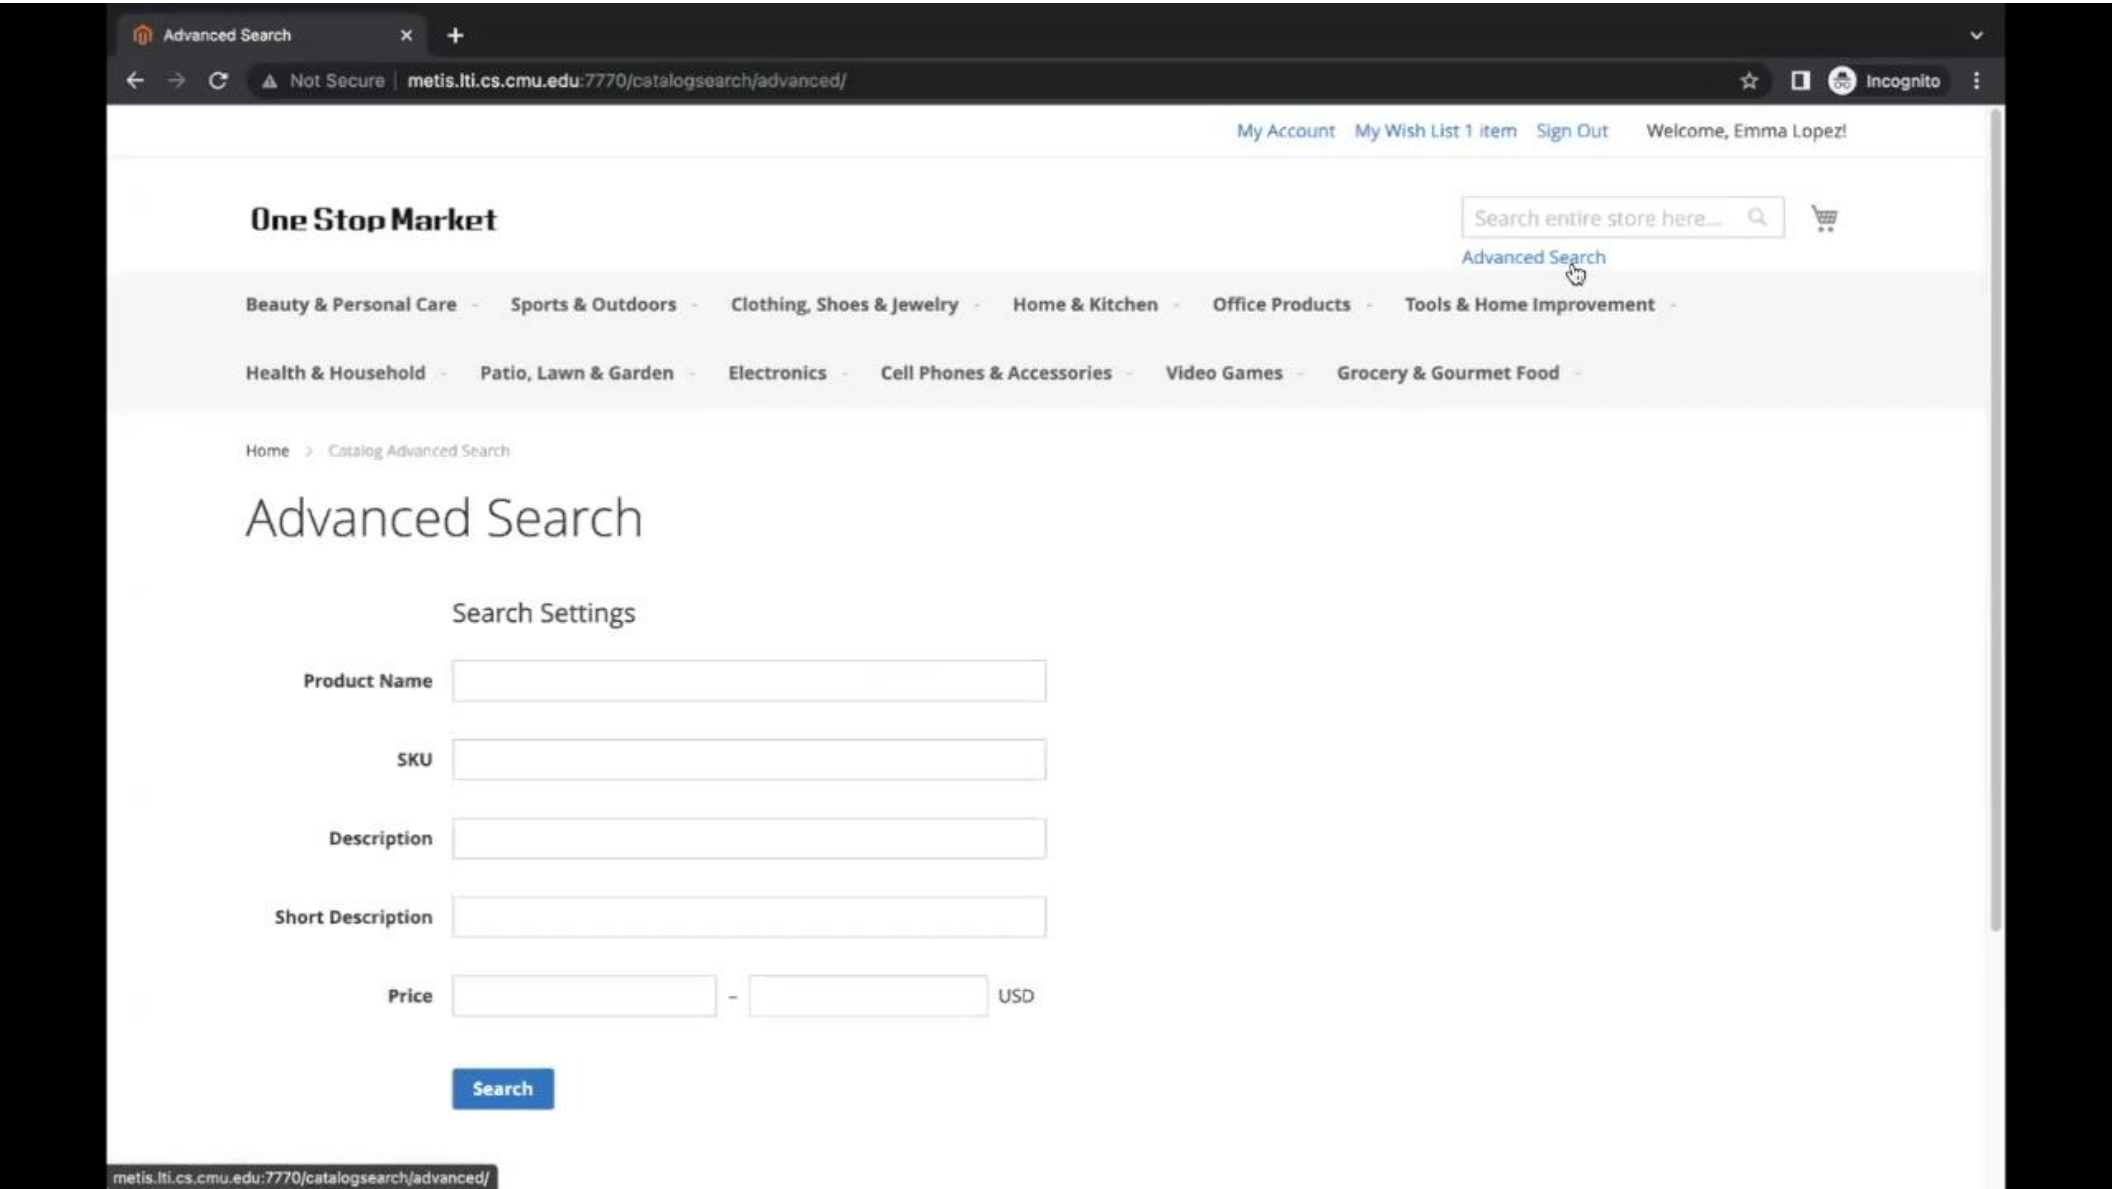 Advanced Search
Not Secure | metis.lti.cs.cmu.edu:7770/catalogsearch/advanced/
Incognito
My Account My Wish List 1 item Sign Out Welcome, Emma Lopez!
One Stop Market
Search entire store here...
Advanced Search
Beauty & Personal Care Sports & Outdoors Clothing, Shoes & Jewelry Home & Kitchen Office Products Tools & Home Improvement
Health & Household Patio, Lawn & Garden Electronics Cell Phones & Accessories Video Games Grocery & Gourmet Food
Home > Catalog Advanced Search
Advanced Search
Search Settings
Product Name
SKU
Description
Short Description
Price – USD
Search
metis.lti.cs.cmu.edu:7770/catalogsearch/advanced/